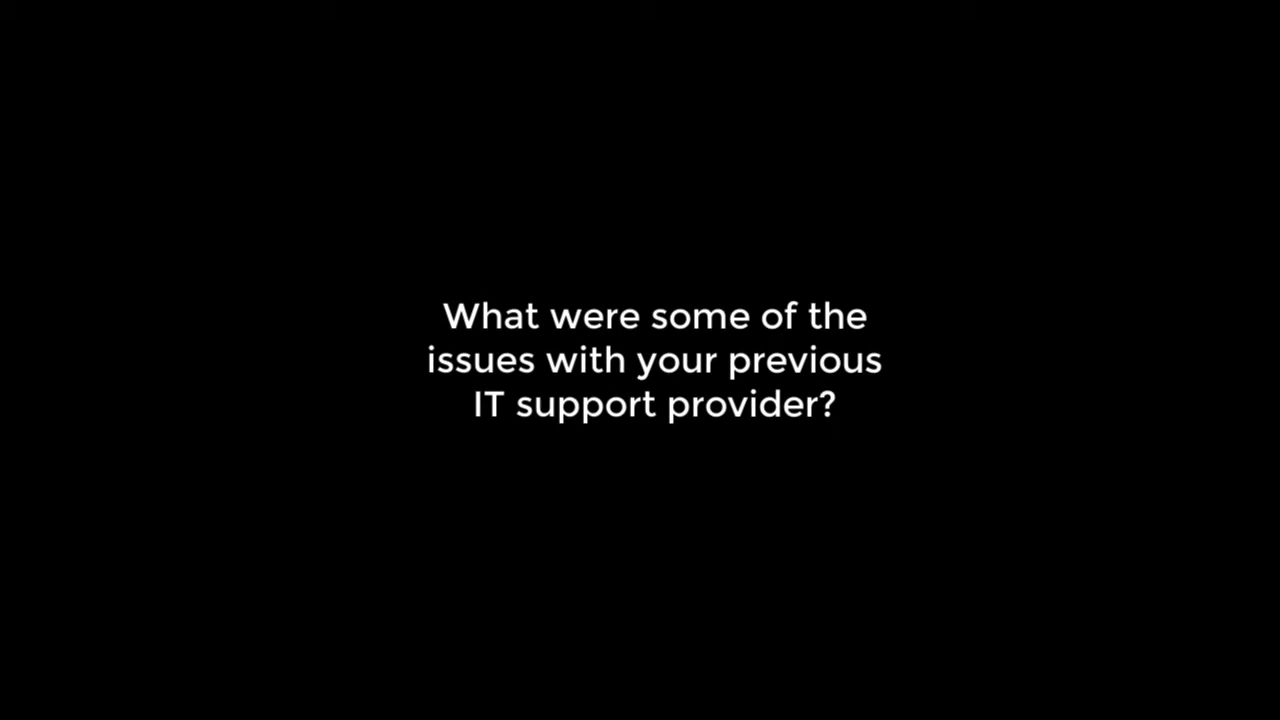 What were some of the
issues with your previous
IT support provider?